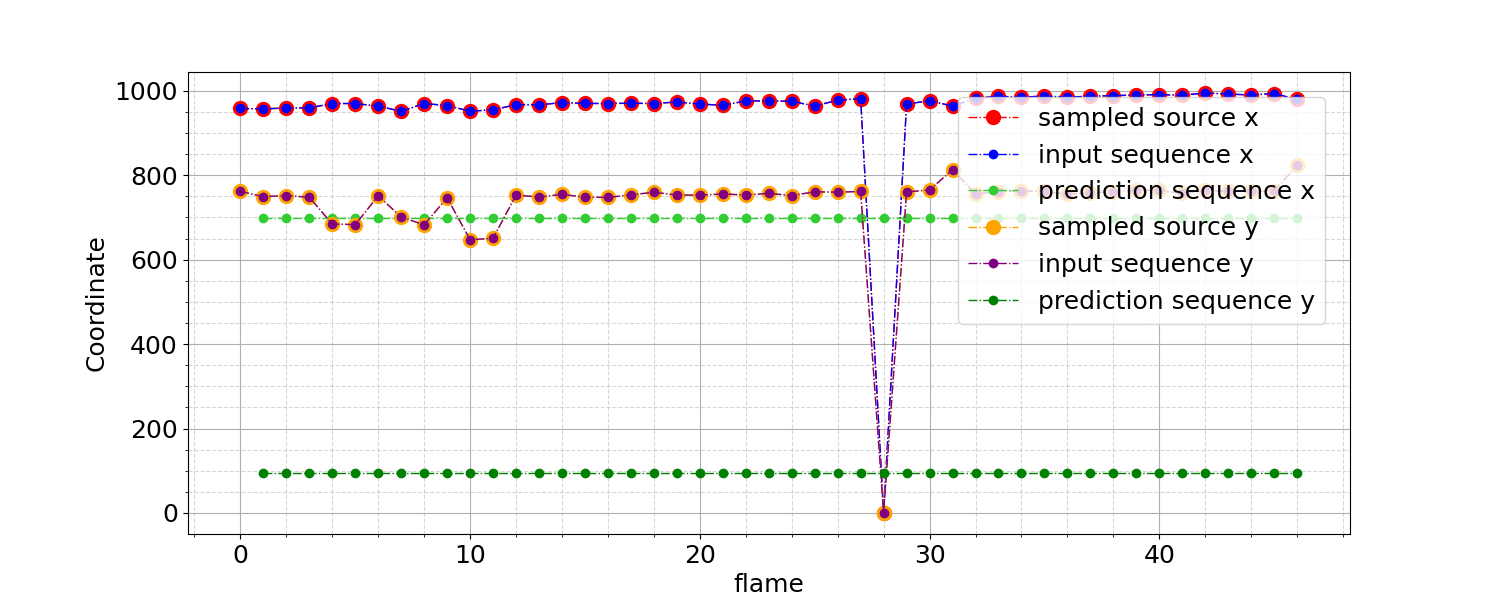 1000
800
600
400
200
0
Coordinate
0 10 20 30 40
flame
sampled source x
input sequence x
prediction sequence x
sampled source y
input sequence y
prediction sequence y